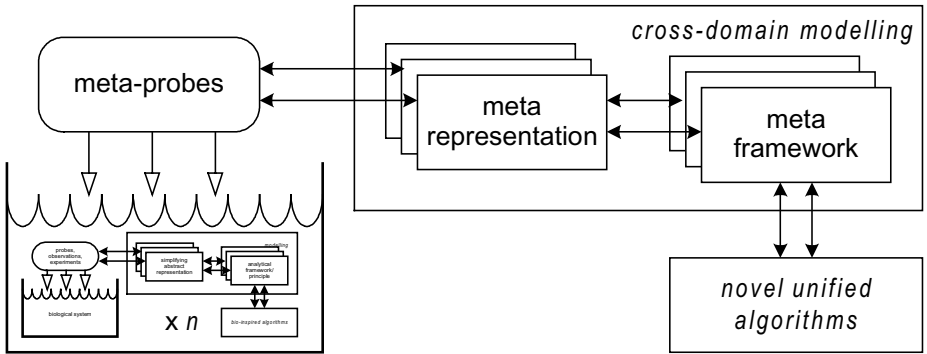 cross-domain modelling
meta-probes
meta
representation
meta
framework
probes,
observations,
experiments
modelling
simplifying
abstract
representation
analytical
framework/
principle
biological system
x n
bio-inspired algorithms
novel unified
algorithms